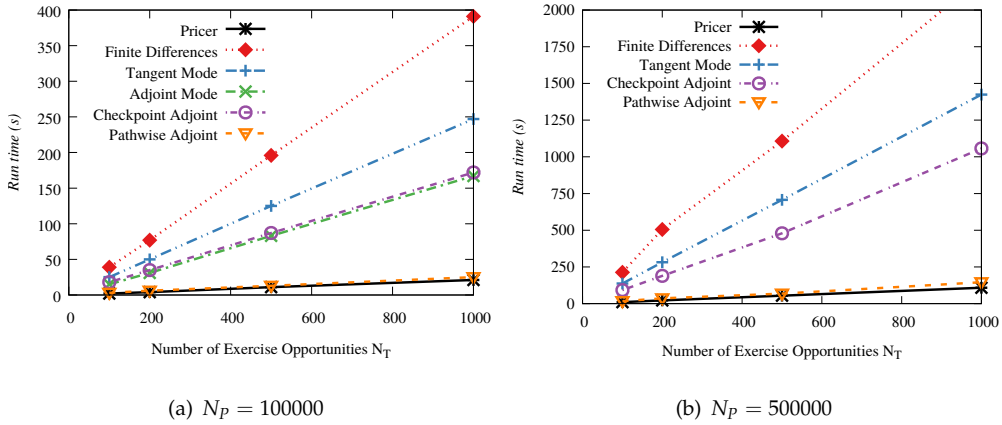 400
350
300
250
200
150
100
50
0
Run time (s)
Pricer
Finite Differences
Tangent Mode
Adjoint Mode
Checkpoint Adjoint
Pathwise Adjoint
0 200 400 600 800 1000
Number of Exercise Opportunities N_T
(a) N_P = 100000
2000
1750
1500
1250
1000
750
500
250
0
Run time (s)
Pricer
Finite Differences
Tangent Mode
Checkpoint Adjoint
Pathwise Adjoint
0 200 400 600 800 1000
Number of Exercise Opportunities N_T
(b) N_P = 500000